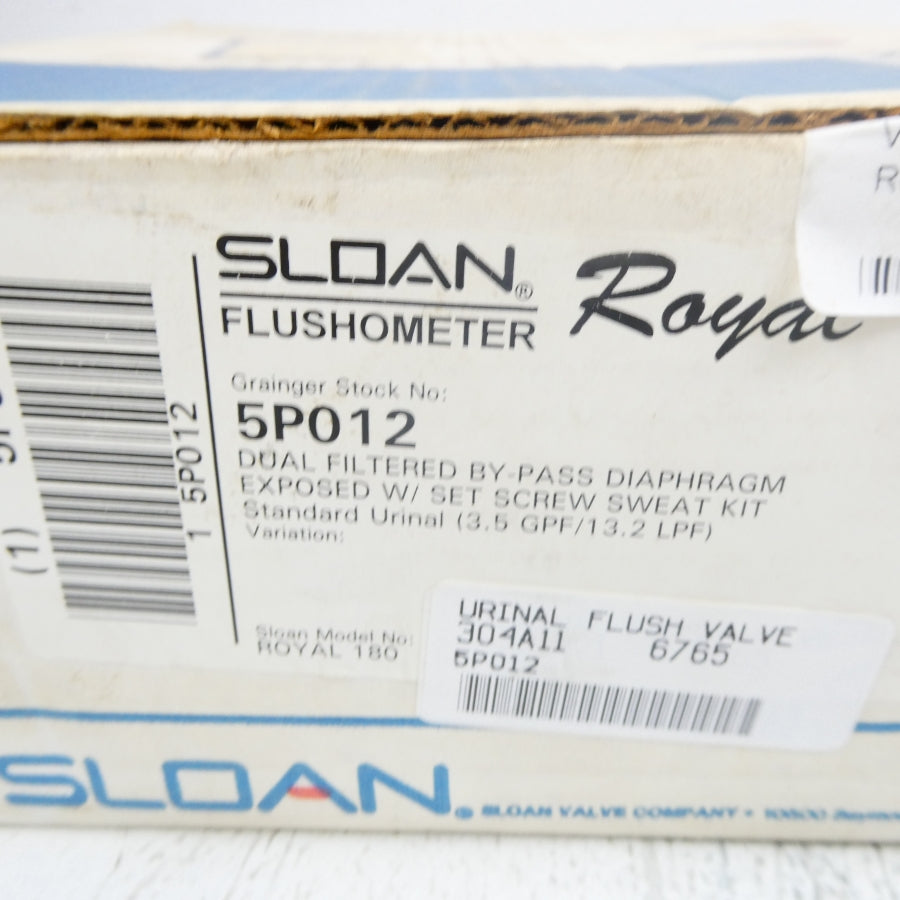 SLOAN®
FLUSHOMETER
Royal
Grainger Stock No:
5P012
DUAL FILTERED BY-PASS DIAPHRAGM
EXPOSED W/ SET SCREW SWEAT KIT
Standard Urinal (3.5 GPF/13.2 LPF)
Variation:
Sloan Model No:
ROYAL 180
1 5P012
(1)
URINAL FLUSH VALVE
304A11 6765
5P012
SLOAN® SLOAN VALVE COMPANY •